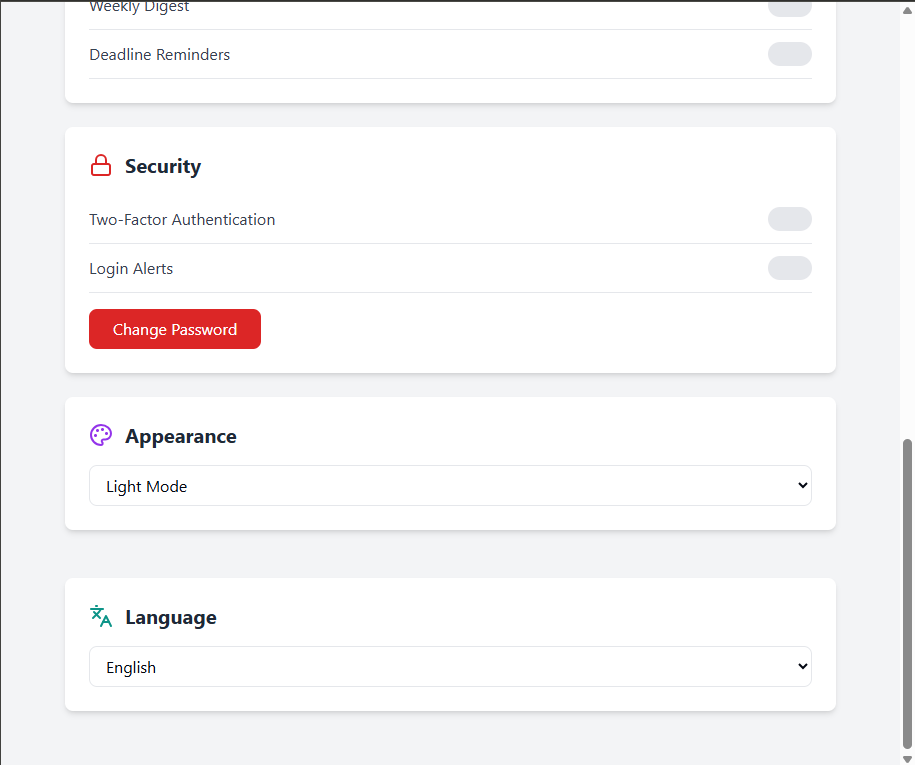 Weekly Digest
Deadline Reminders
Security
Two-Factor Authentication
Login Alerts
Change Password
Appearance
Light Mode
Language
English